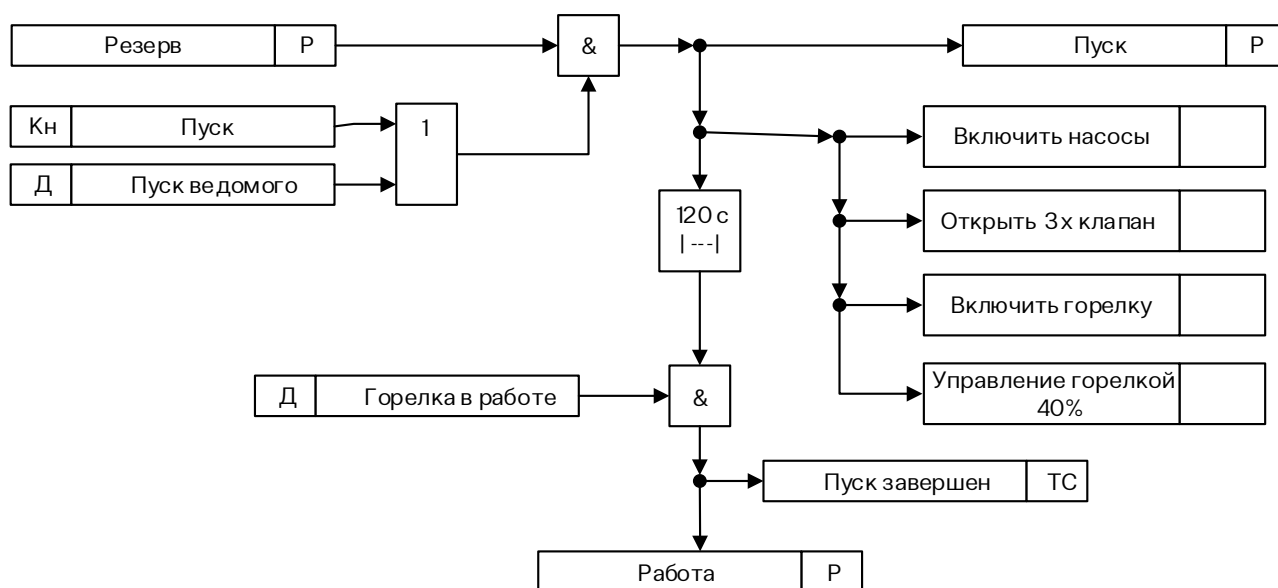 Резерв Р
&
Пуск Р
Кн Пуск
1
Д Пуск ведомого
Включить насосы
120 с
| ---|
Открыть 3х клапан
Включить горелку
Д Горелка в работе
&
Управление горелкой
40%
Пуск завершен ТС
Работа Р